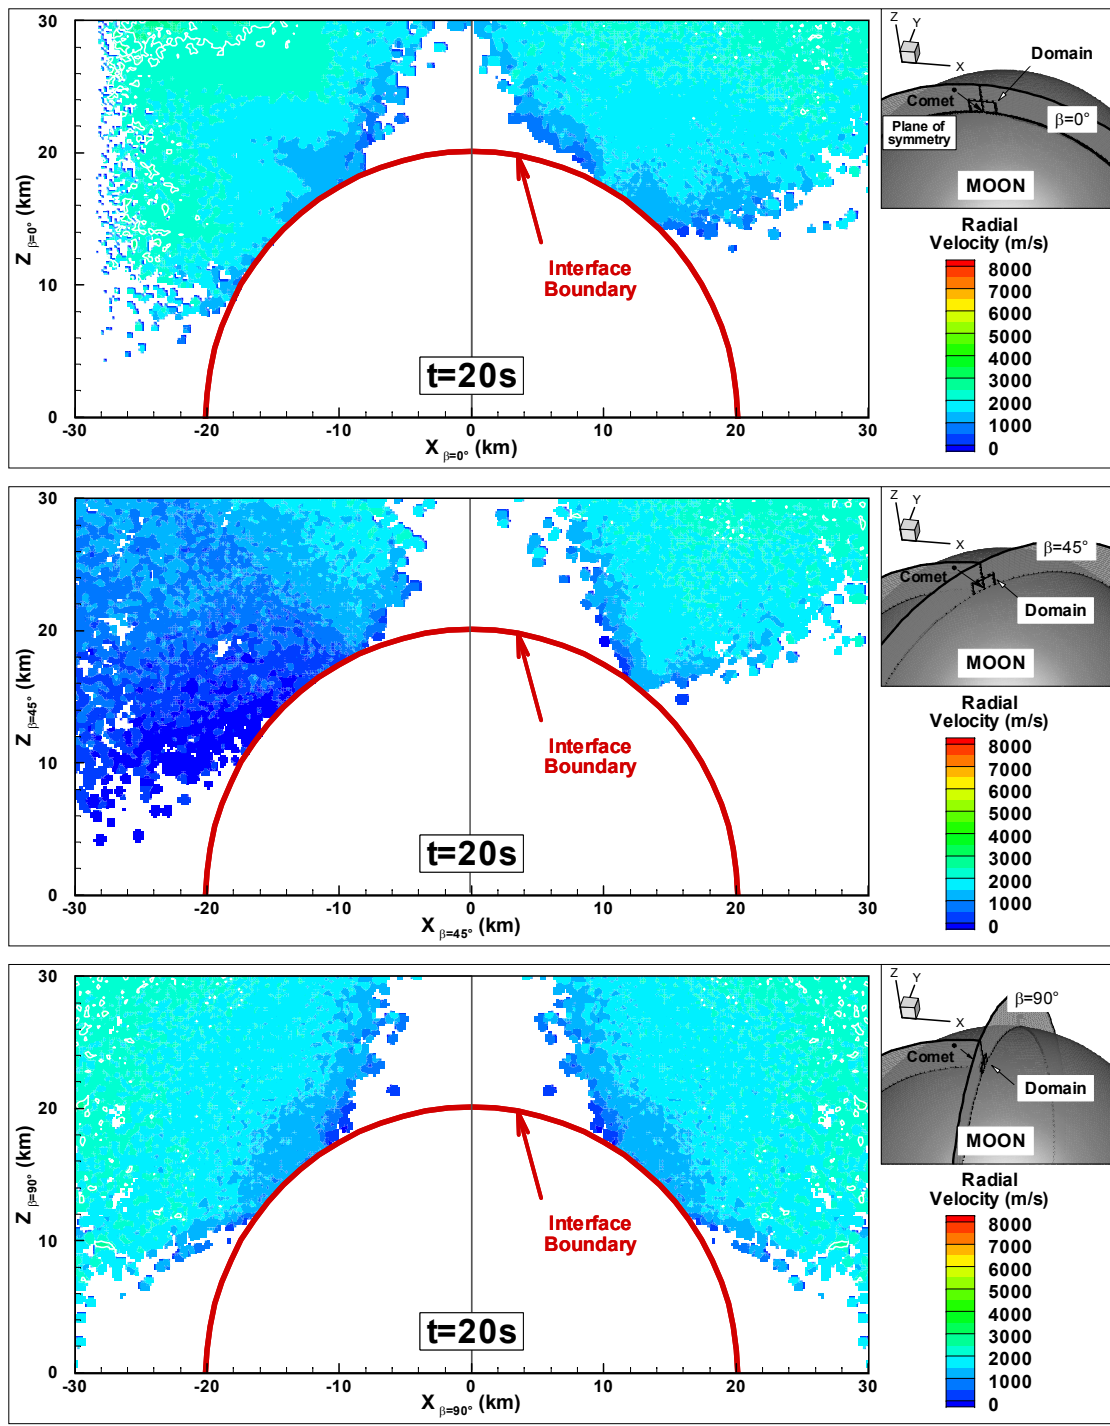 30
20
10
0
Z β=0° (km)
-30 -20 -10 0 10 20 30
X β=0° (km)
Interface
Boundary
t=20s
Z
Y
X
Domain
Comet
β=0°
Plane of
symmetry
MOON
Radial
Velocity (m/s)
8000
7000
6000
5000
4000
3000
2000
1000
0
30
20
10
0
Z β=45° (km)
-30 -20 -10 0 10 20 30
X β=45° (km)
Interface
Boundary
t=20s
Z
Y
X
β=45°
Comet
Domain
MOON
Radial
Velocity (m/s)
8000
7000
6000
5000
4000
3000
2000
1000
0
30
20
10
0
Z β=90° (km)
-30 -20 -10 0 10 20 30
X β=90° (km)
Interface
Boundary
t=20s
Z
Y
X
β=90°
Comet
Domain
MOON
Radial
Velocity (m/s)
8000
7000
6000
5000
4000
3000
2000
1000
0